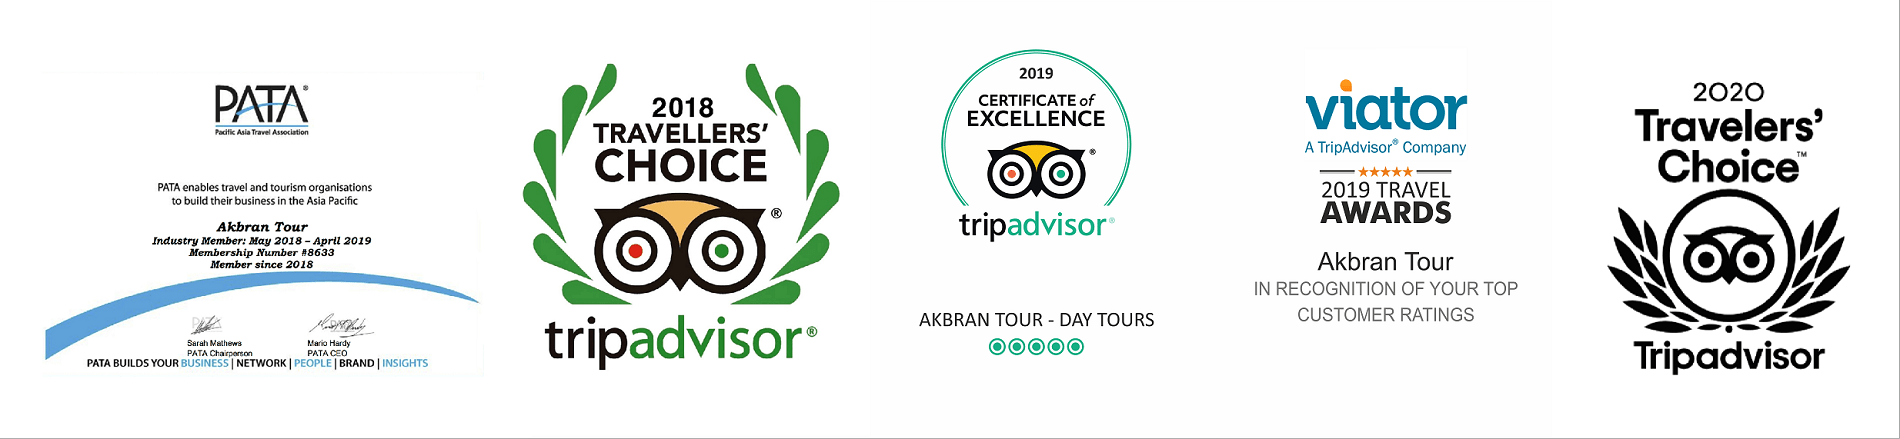 PATA®
Pacific Asia Travel Association
PATA enables travel and tourism organisations
to build their business in the Asia Pacific
Akbran Tour
Industry Member: May 2018 – April 2019
Membership Number #8633
Member since 2018
Sarah Mathews
PATA Chairperson
Mario Hardy
PATA CEO
PATA BUILDS YOUR BUSINESS | NETWORK | PEOPLE | BRAND | INSIGHTS
2018
TRAVELLERS’
CHOICE
®
tripadvisor®
2019
CERTIFICATE of
EXCELLENCE
®
tripadvisor®
AKBRAN TOUR - DAY TOURS
viator
A TripAdvisor® Company
2019 TRAVEL
AWARDS
Akbran Tour
IN RECOGNITION OF YOUR TOP
CUSTOMER RATINGS
2020
Travelers’
Choice™
Tripadvisor